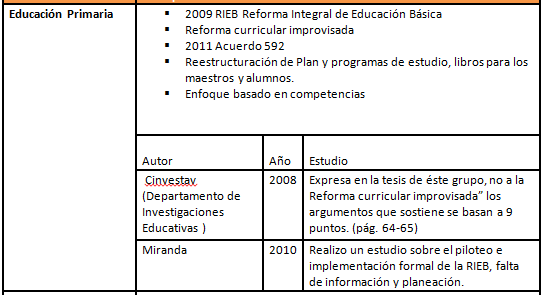 Educación Primaria
▪ 2009 RIEB Reforma Integral de Educación Básica
▪ Reforma curricular improvisada
▪ 2011 Acuerdo 592
▪ Reestructuración de Plan y programas de estudio, libros para los
maestros y alumnos.
▪ Enfoque basado en competencias
Autor Año Estudio
Cinvestav 2008 Expresa en la tesis de éste grupo, no a la
(Departamento de Reforma curricular improvisada” los
Investigaciones argumentos que sostiene se basan a 9
Educativas ) puntos. (pág. 64-65)
Miranda 2010 Realizo un estudio sobre el piloteo e
implementación formal de la RIEB, falta
de información y planeación.